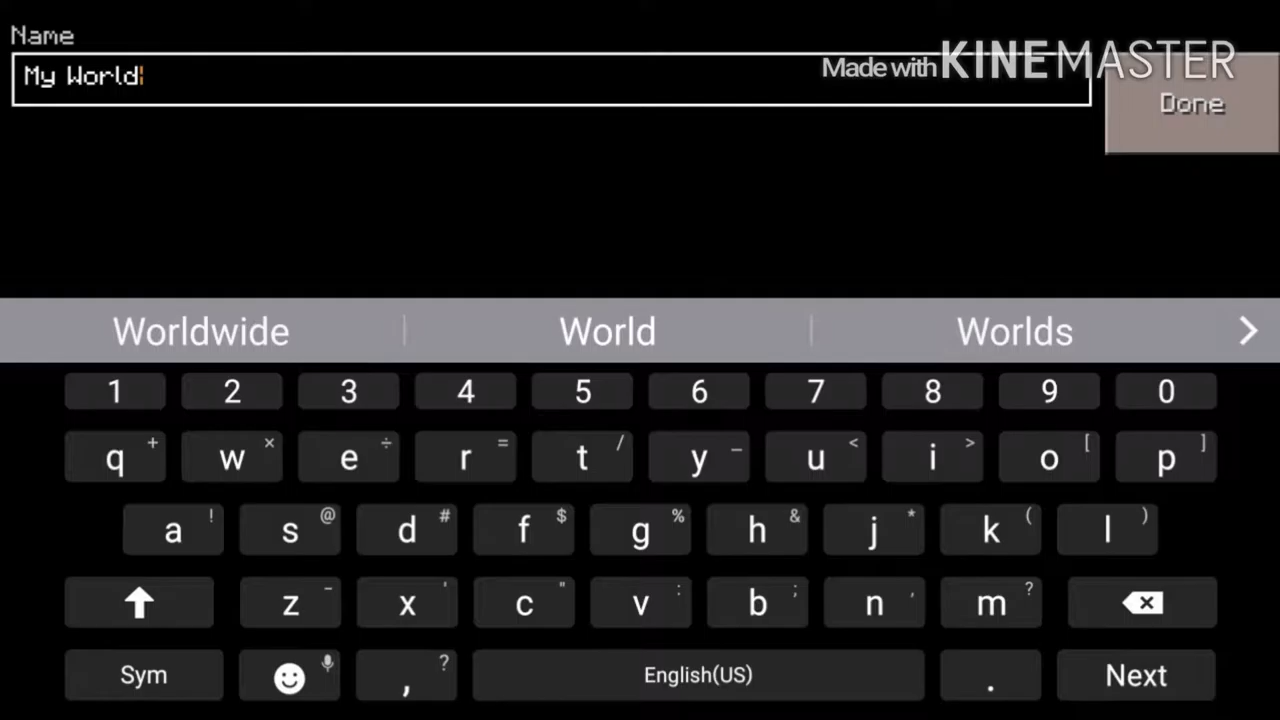 Name
My World
Made with KINEMASTER
Done
Worldwide World Worlds
1 2 3 4 5 6 7 8 9 0
q + w × e ÷ r = t / y _ u < i > o [ p ]
a ! s @ d # f $ g % h & j * k ( l )
z - x ' c " v : b ; n , m ?
Sym , ? English(US) . Next